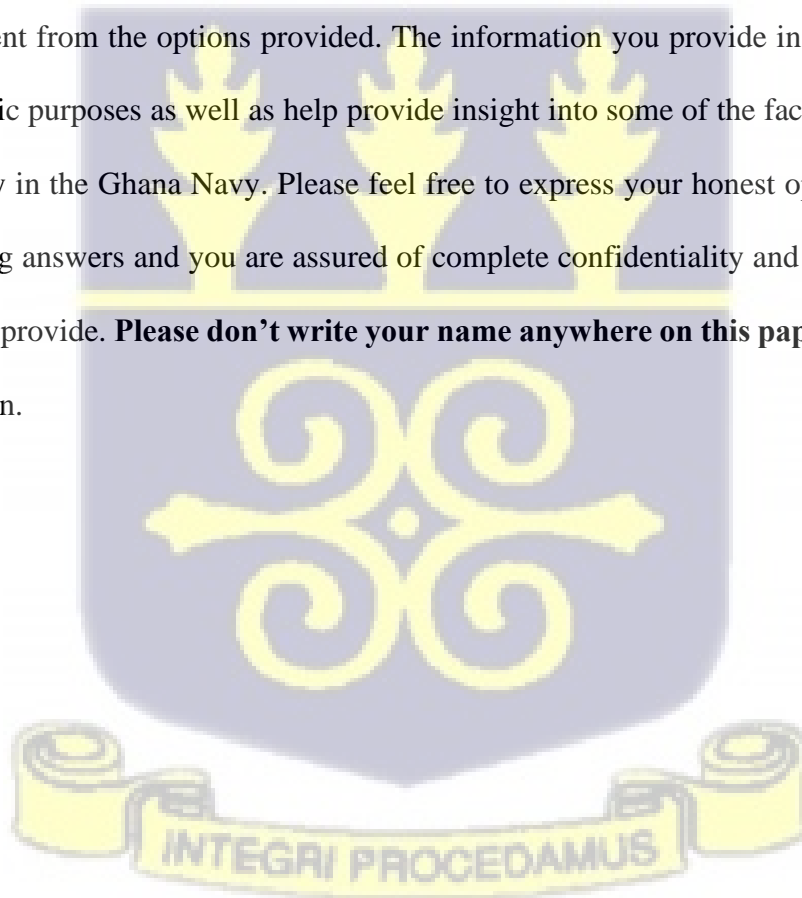 ent from the options provided. The information you provide in
ic purposes as well as help provide insight into some of the fac
y in the Ghana Navy. Please feel free to express your honest op
g answers and you are assured of complete confidentiality and
provide. Please don’t write your name anywhere on this pap
n.
INTEGRI PROCEDAMUS